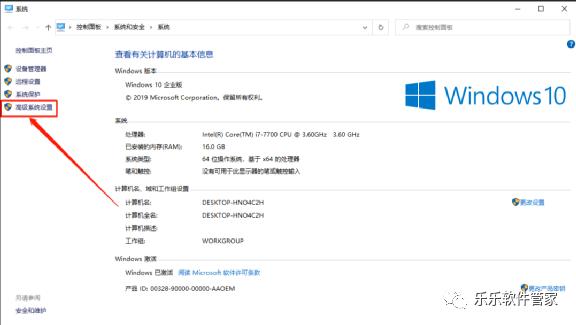 系统
控制面板 › 系统和安全 › 系统
搜索控制面板
控制面板主页
设备管理器
远程设置
系统保护
高级系统设置
查看有关计算机的基本信息
Windows 版本
Windows 10 企业版
© 2019 Microsoft Corporation。保留所有权利。
Windows 10
系统
处理器: Intel(R) Core(TM) i7-7700 CPU @ 3.60GHz 3.60 GHz
已安装的内存(RAM): 16.0 GB
系统类型: 64 位操作系统，基于 x64 的处理器
笔和触控: 没有可用于此显示器的笔或触控输入
计算机名、域和工作组设置
计算机名: DESKTOP-HNO4C2H
更改设置
计算机全名: DESKTOP-HNO4C2H
计算机描述:
工作组: WORKGROUP
Windows 激活
Windows 已激活 阅读 Microsoft 软件许可条款
产品 ID: 00328-90000-00000-AAOEM
更改产品密钥
另请参阅
安全和维护
乐乐软件管家